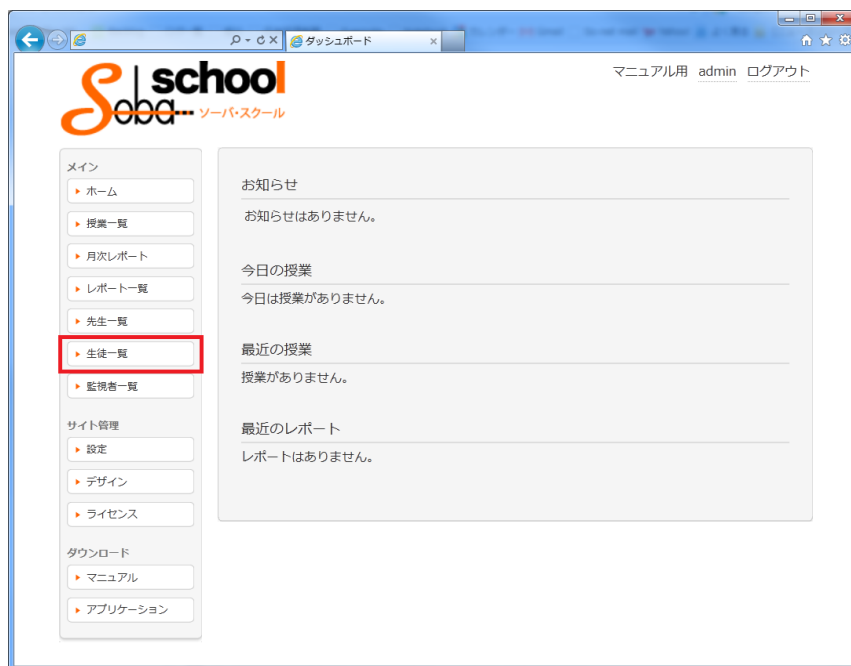 ダッシュボード
マニュアル用 admin ログアウト
soba school
ソーバ・スクール
メイン
ホーム
授業一覧
月次レポート
レポート一覧
先生一覧
生徒一覧
監視者一覧
サイト管理
設定
デザイン
ライセンス
ダウンロード
マニュアル
アプリケーション
お知らせ
お知らせはありません。
今日の授業
今日は授業がありません。
最近の授業
授業がありません。
最近のレポート
レポートはありません。